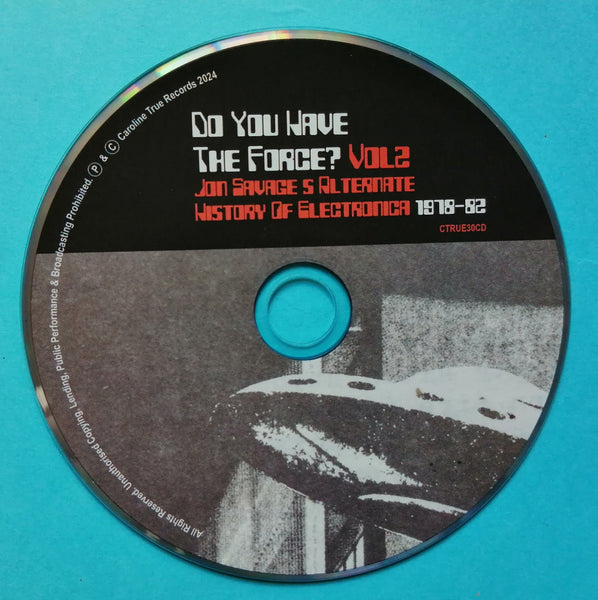 Do You Have
The Force? Vol2
Jon Savage s Alternate
History Of Electronica 1978-82
CTRUE30CD
All Rights Reserved. Unauthorised Copying, Lending, Public Performance & Broadcasting Prohibited. Ⓟ & Ⓒ Caroline True Records 2024